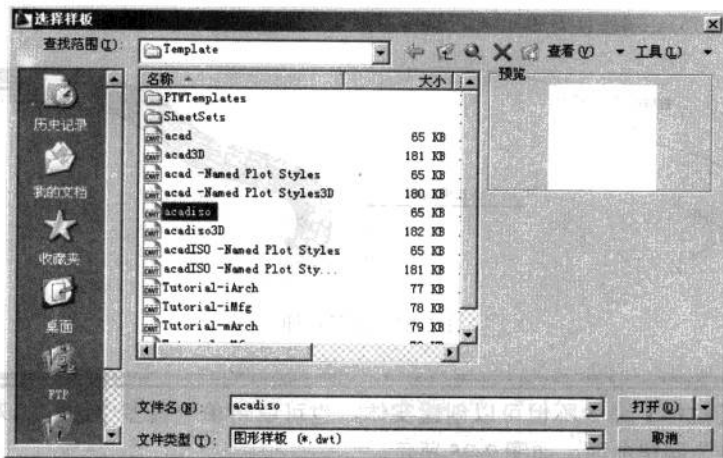 选择样板
查找范围(I): Template 查看(V) 工具(L)
名称 大小 预览
PTWTemplates
SheetSets
acad 65 KB
acad3D 181 KB
acad -Named Plot Styles 65 KB
acad -Named Plot Styles3D 180 KB
acadiso 65 KB
acadiso3D 182 KB
acadISO -Named Plot Styles 65 KB
acadISO -Named Plot Sty... 181 KB
Tutorial-iArch 77 KB
Tutorial-iMfg 78 KB
Tutorial-mArch 79 KB
历史记录
我的文档
收藏夹
桌面
FTP
文件名(N): acadiso 打开(O)
文件类型(T): 图形样板 (*.dwt) 取消